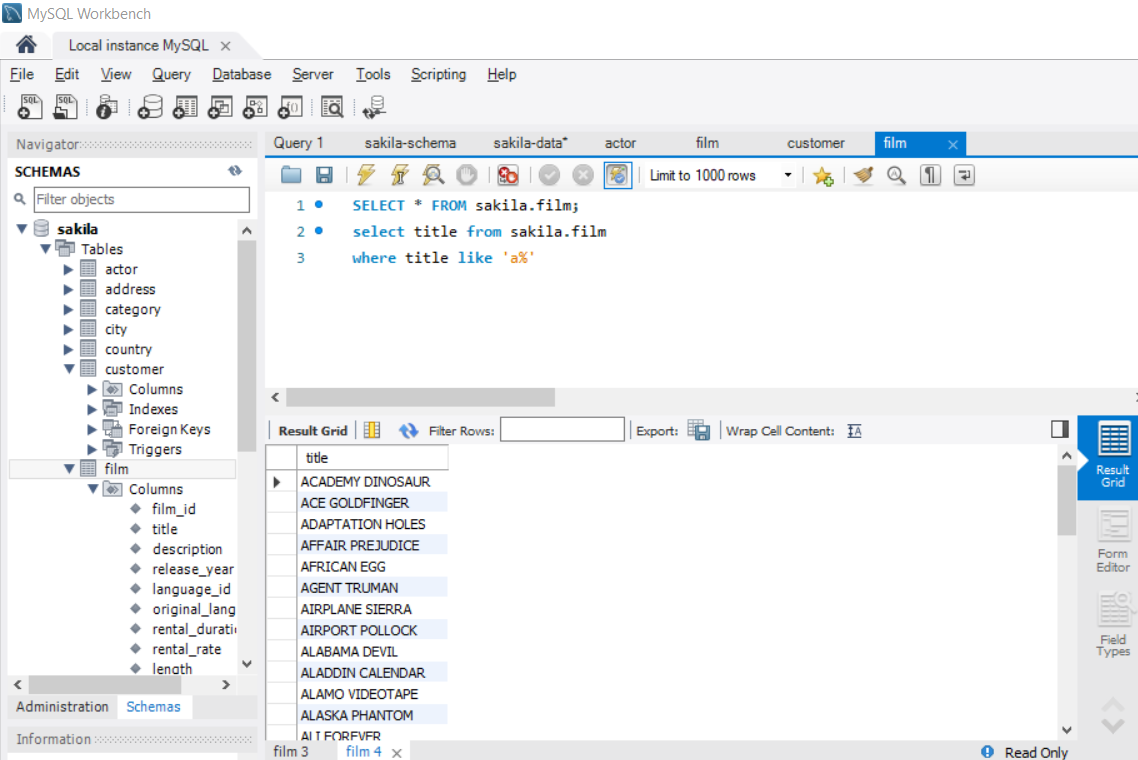 MySQL Workbench
Local instance MySQL
File Edit View Query Database Server Tools Scripting Help
Navigator
SCHEMAS
Filter objects
sakila
Tables
actor
address
category
city
country
customer
Columns
Indexes
Foreign Keys
Triggers
film
Columns
film_id
title
description
release_year
language_id
original_lang
rental_durati
rental_rate
length
Administration Schemas
Information
Query 1 sakila-schema sakila-data* actor film customer film
Limit to 1000 rows
1 SELECT * FROM sakila.film;
2 select title from sakila.film
3 where title like 'a%'
Result Grid Filter Rows: Export: Wrap Cell Content:
title
ACADEMY DINOSAUR
ACE GOLDFINGER
ADAPTATION HOLES
AFFAIR PREJUDICE
AFRICAN EGG
AGENT TRUMAN
AIRPLANE SIERRA
AIRPORT POLLOCK
ALABAMA DEVIL
ALADDIN CALENDAR
ALAMO VIDEOTAPE
ALASKA PHANTOM
ALI FOREVER
Result
Grid
Form
Editor
Field
Types
film 3 film 4
Read Only